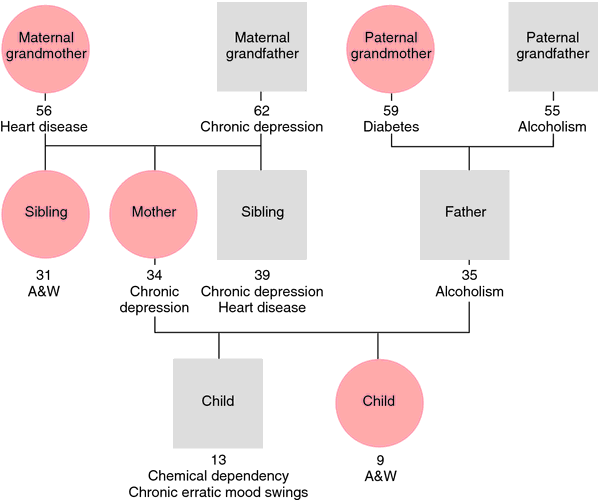 Maternal
grandmother
Maternal
grandfather
Paternal
grandmother
Paternal
grandfather
56
Heart disease
62
Chronic depression
59
Diabetes
55
Alcoholism
Sibling
Mother
Sibling
Father
31
A&W
34
Chronic
depression
39
Chronic depression
Heart disease
35
Alcoholism
Child
Child
13
Chemical dependency
Chronic erratic mood swings
9
A&W